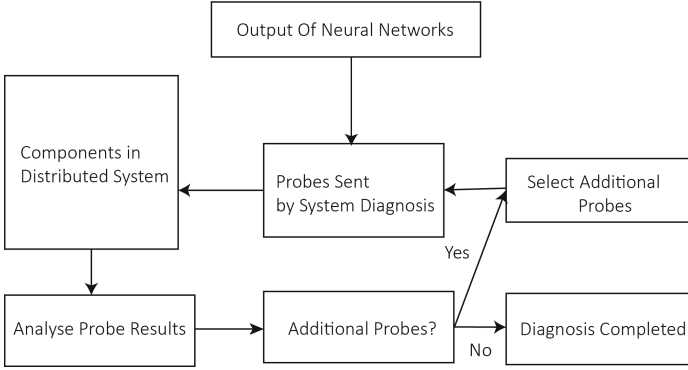 Output Of Neural Networks
Components in
Distributed System
Probes Sent
by System Diagnosis
Select Additional
Probes
Yes
Analyse Probe Results
Additional Probes?
No
Diagnosis Completed